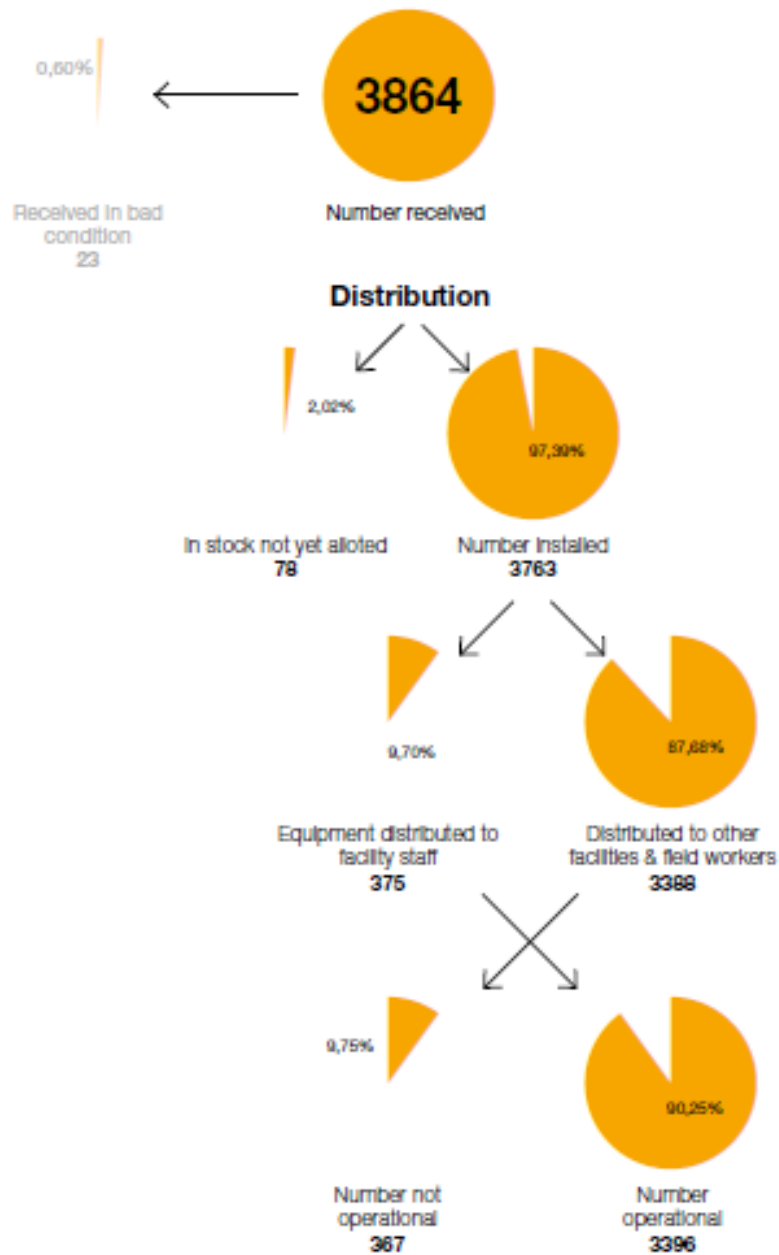 3864
0,60%
Number received
Received in bad
condition
23
Distribution
2,02%
97,39%
In stock not yet alloted
78
Number installed
3763
9,70%
87,68%
Equipment distributed to
facility staff
375
Distributed to other
facilities & field workers
3388
9,75%
90,25%
Number not
operational
367
Number
operational
3396